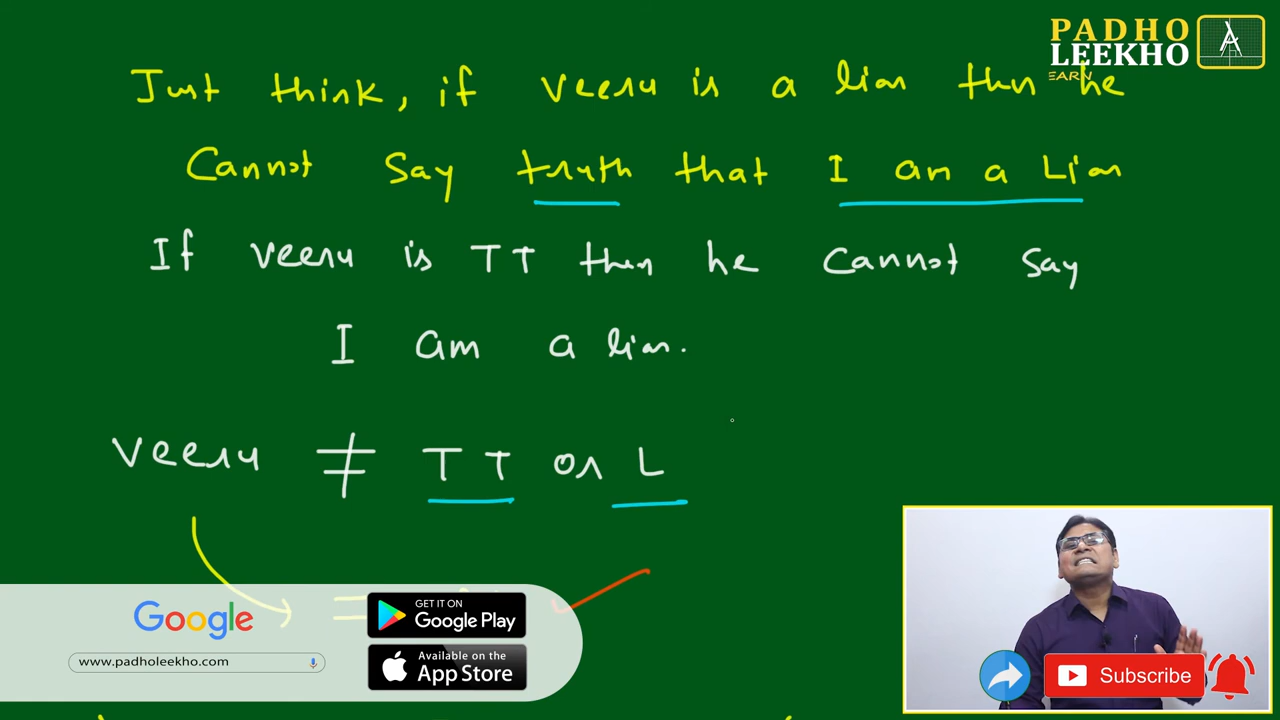 PADHO
LEEKHO
EARN
Just think, if veeru is a liar then he
Cannot say truth that I am a Liar
If veeru is TT then he cannot say
I am a liar.
veeru ≠ TT or L
=
Google
www.padholeekho.com
GET IT ON
Google Play
Available on the
App Store
Subscribe